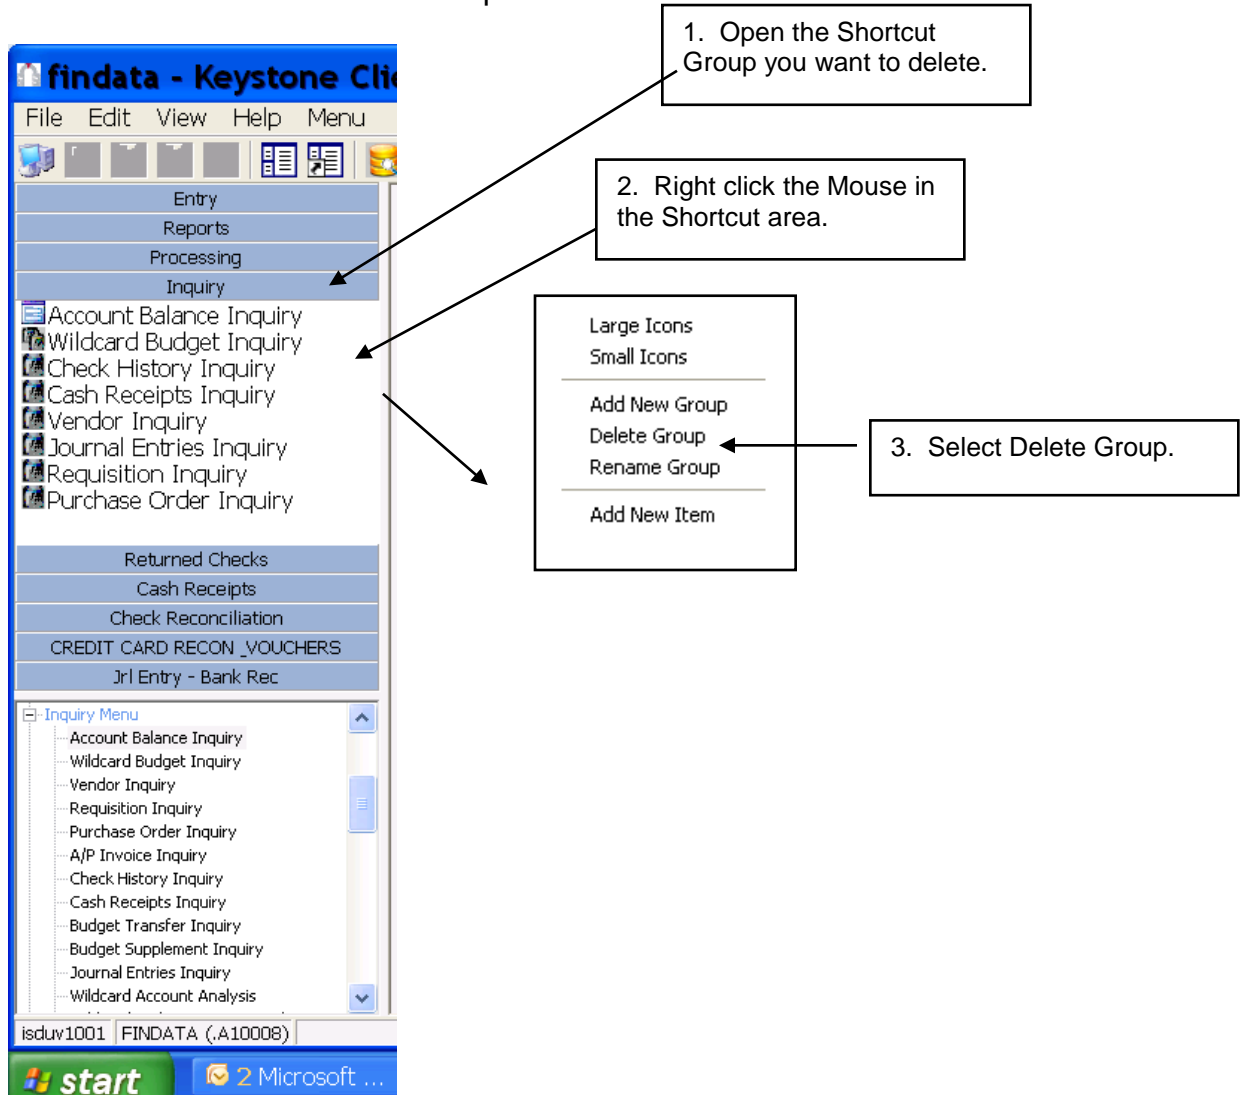 1. Open the Shortcut
Group you want to delete.
findata - Keystone Cli
File Edit View Help Menu
2. Right click the Mouse in
the Shortcut area.
Entry
Reports
Processing
Inquiry
Account Balance Inquiry
Wildcard Budget Inquiry
Check History Inquiry
Cash Receipts Inquiry
Vendor Inquiry
Journal Entries Inquiry
Requisition Inquiry
Purchase Order Inquiry
Large Icons
Small Icons
Add New Group
Delete Group
Rename Group
Add New Item
3. Select Delete Group.
Returned Checks
Cash Receipts
Check Reconciliation
CREDIT CARD RECON _VOUCHERS
Jrl Entry - Bank Rec
Inquiry Menu
Account Balance Inquiry
Wildcard Budget Inquiry
Vendor Inquiry
Requisition Inquiry
Purchase Order Inquiry
A/P Invoice Inquiry
Check History Inquiry
Cash Receipts Inquiry
Budget Transfer Inquiry
Budget Supplement Inquiry
Journal Entries Inquiry
Wildcard Account Analysis
isduv1001 FINDATA (.A10008)
start
2 Microsoft ...